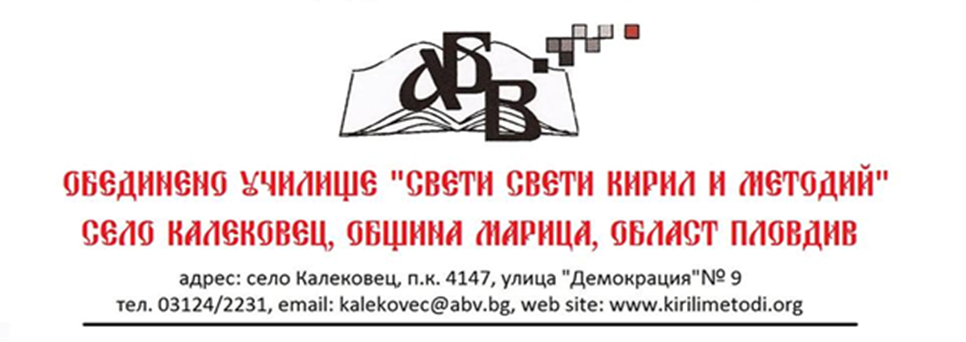 АБВ
ОБЕДИНЕНО УЧИЛИЩЕ "СВЕТИ СВЕТИ КИРИЛ И МЕТОДИЙ"
СЕЛО КАЛЕКОВЕЦ, ОБЩИНА МАРИЦА, ОБЛАСТ ПЛОВДИВ
адрес: село Калековец, п.к. 4147, улица "Демокрация"№ 9
тел. 03124/2231, email: kalekovec@abv.bg, web site: www.kirilimetodi.org